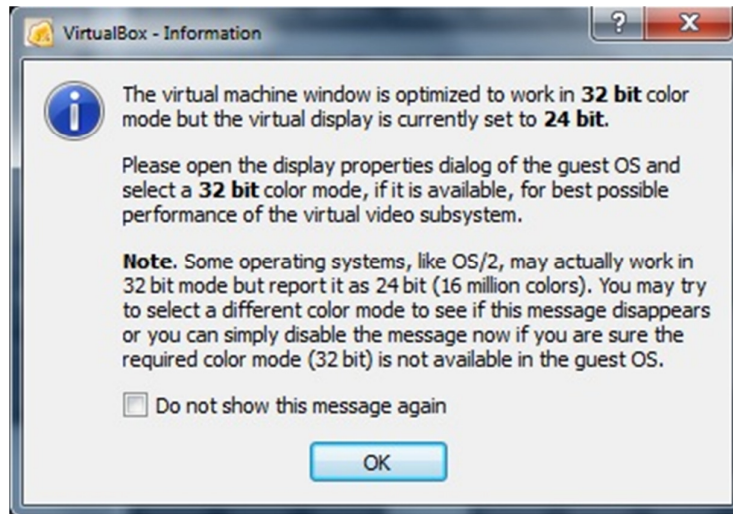 VirtualBox - Information
The virtual machine window is optimized to work in 32 bit color
mode but the virtual display is currently set to 24 bit.
Please open the display properties dialog of the guest OS and
select a 32 bit color mode, if it is available, for best possible
performance of the virtual video subsystem.
Note. Some operating systems, like OS/2, may actually work in
32 bit mode but report it as 24 bit (16 million colors). You may try
to select a different color mode to see if this message disappears
or you can simply disable the message now if you are sure the
required color mode (32 bit) is not available in the guest OS.
Do not show this message again
OK